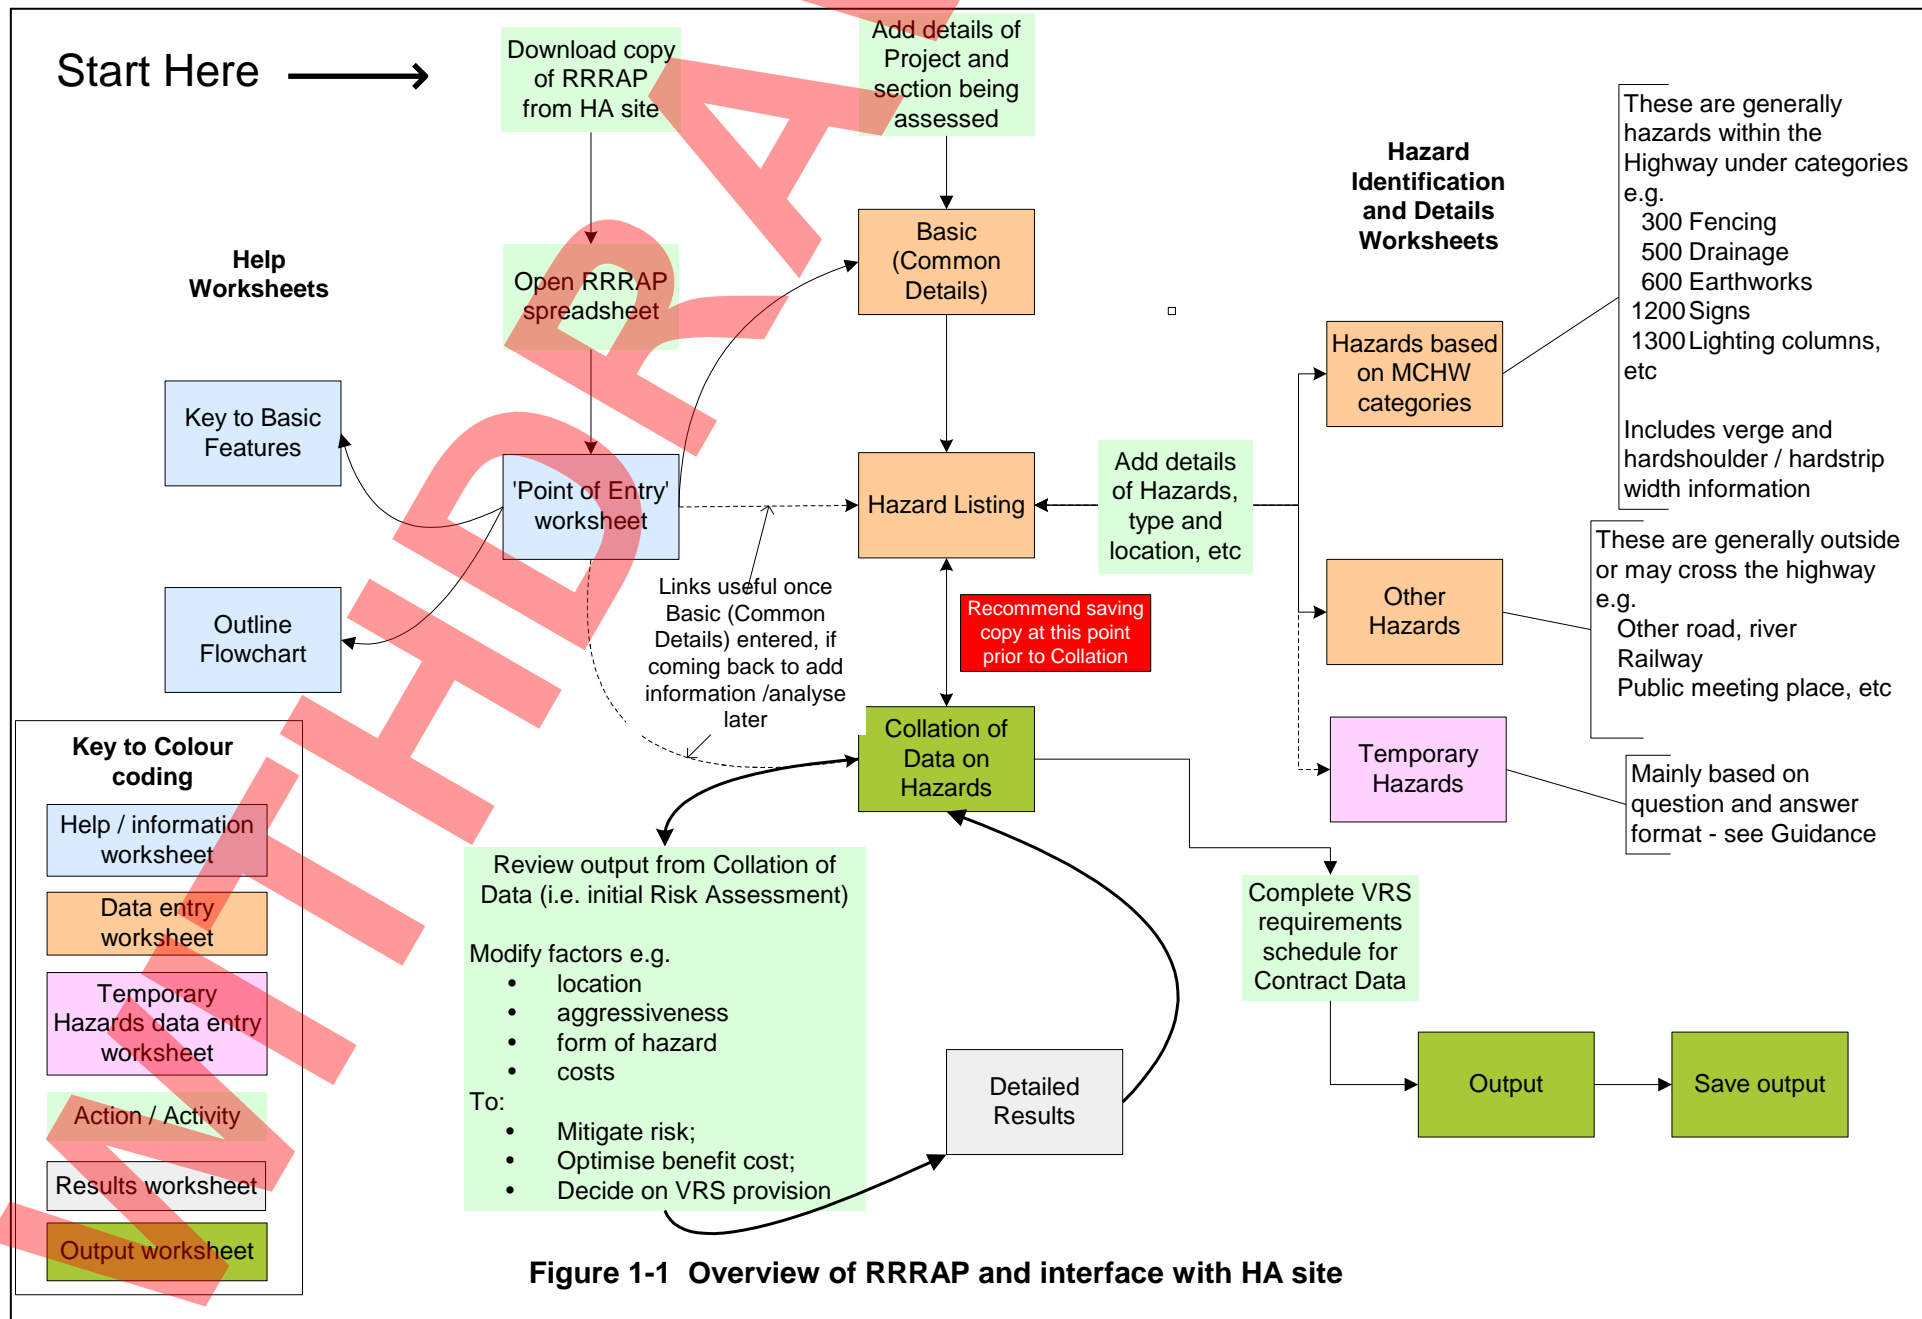 Start Here
Download copy
of RRRAP
from HA site
Add details of
Project and
section being
assessed
Hazard
Identification
and Details
Worksheets
These are generally
hazards within the
Highway under categories
e.g.
300 Fencing
500 Drainage
600 Earthworks
1200 Signs
1300 Lighting columns,
etc
Includes verge and
hardshoulder / hardstrip
width information
Help
Worksheets
Open RRRAP
spreadsheet
Basic
(Common
Details)
Hazards based
on MCHW
categories
Key to Basic
Features
'Point of Entry'
worksheet
Hazard Listing
Add details
of Hazards,
type and
location, etc
These are generally outside
or may cross the highway
e.g.
Other road, river
Railway
Public meeting place, etc
Outline
Flowchart
Links useful once
Basic (Common
Details) entered, if
coming back to add
information /analyse
later
Recommend saving
copy at this point
prior to Collation
Other
Hazards
Temporary
Hazards
Mainly based on
question and answer
format - see Guidance
Collation of
Data on
Hazards
Key to Colour
coding
Help / information
worksheet
Data entry
worksheet
Temporary
Hazards data entry
worksheet
Action / Activity
Results worksheet
Output worksheet
Review output from Collation of
Data (i.e. initial Risk Assessment)
Modify factors e.g.
• location
• aggressiveness
• form of hazard
• costs
To:
• Mitigate risk;
• Optimise benefit cost;
• Decide on VRS provision
Detailed
Results
Complete VRS
requirements
schedule for
Contract Data
Output
Save output
Figure 1-1 Overview of RRRAP and interface with HA site
WITHDRA